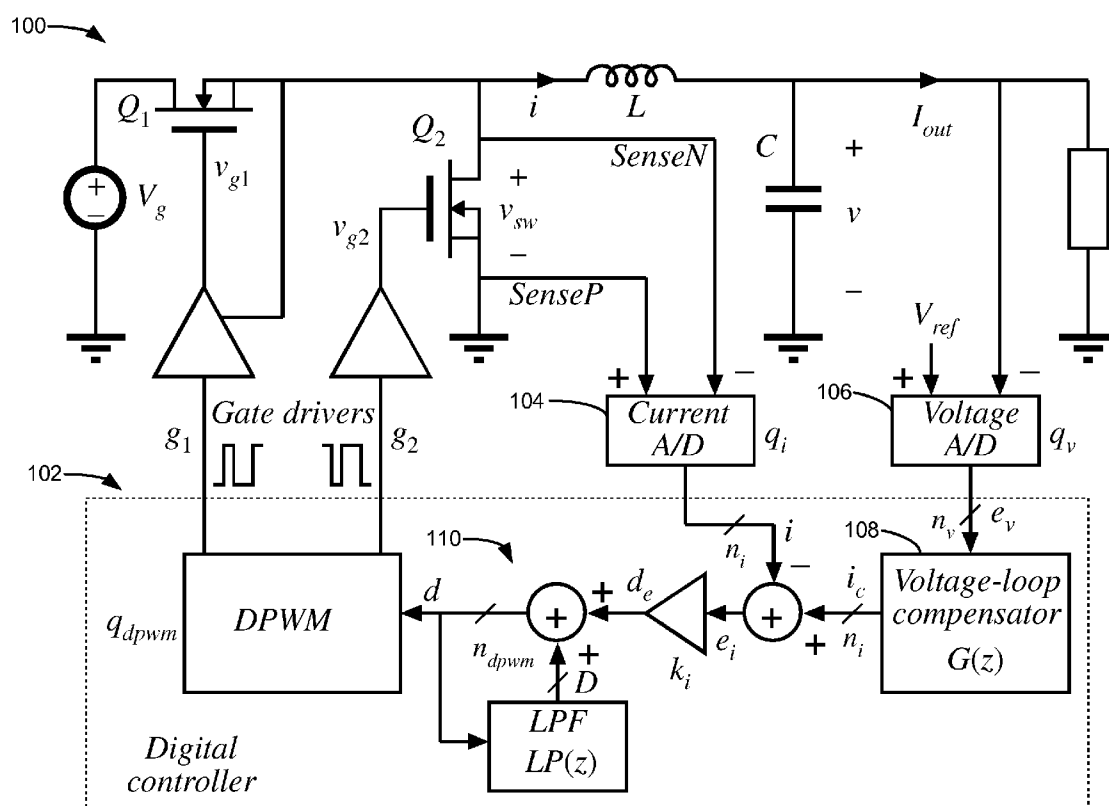 100
Q1
Q2
i
L
Iout
C
+
v
−
SenseN
+
vsw
−
SenseP
vg1
vg2
+
−
Vg
Vref
+
−
+
−
104
Current
A/D
qi
106
Voltage
A/D
qv
Gate drivers
g1
g2
102
110
ni
i
−
nv
ev
108
Voltage-loop
compensator
G(z)
ic
ni
+
+
ei
ki
de
+
+
+
d
ndpwm
D
DPWM
qdpwm
LPF
LP(z)
Digital
controller